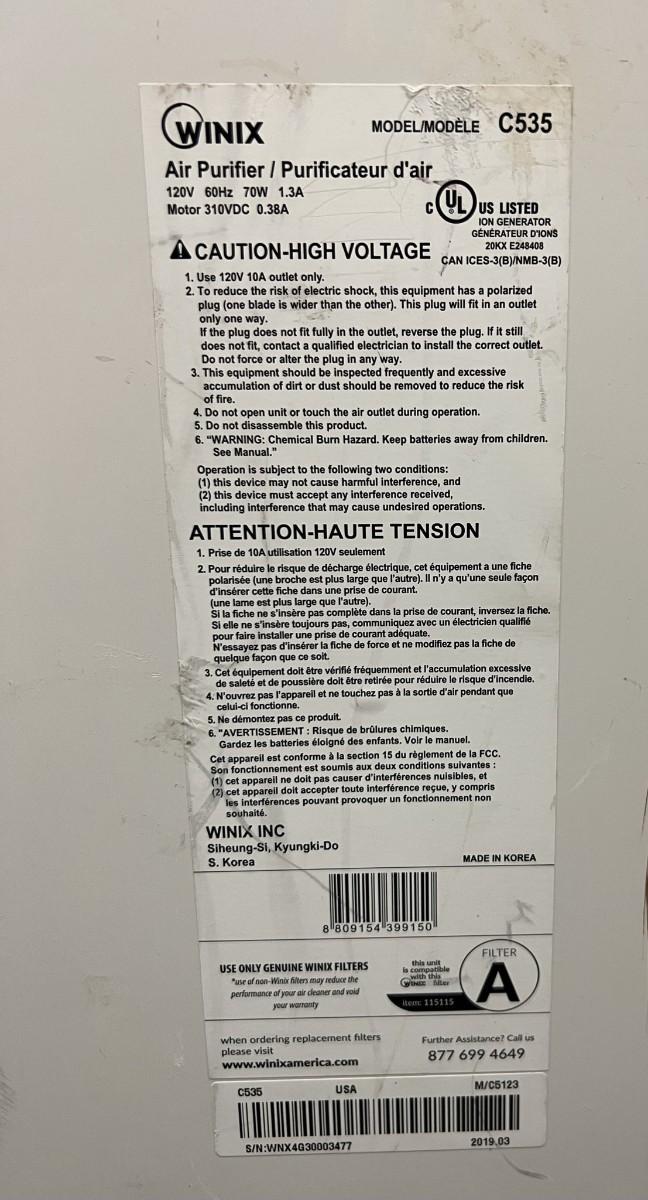 WINIX
MODEL/MODÈLE C535
Air Purifier / Purificateur d'air
120V 60Hz 70W 1.3A
Motor 310VDC 0.38A
C UL US LISTED
ION GENERATOR
GÉNÉRATEUR D'IONS
20KX E248408
CAN ICES-3(B)/NMB-3(B)
CAUTION-HIGH VOLTAGE
1. Use 120V 10A outlet only.
2. To reduce the risk of electric shock, this equipment has a polarized
plug (one blade is wider than the other). This plug will fit in an outlet
only one way.
If the plug does not fit fully in the outlet, reverse the plug. If it still
does not fit, contact a qualified electrician to install the correct outlet.
Do not force or alter the plug in any way.
3. This equipment should be inspected frequently and excessive
accumulation of dirt or dust should be removed to reduce the risk
of fire.
4. Do not open unit or touch the air outlet during operation.
5. Do not disassemble this product.
6. "WARNING: Chemical Burn Hazard. Keep batteries away from children.
See Manual."
Operation is subject to the following two conditions:
(1) this device may not cause harmful interference, and
(2) this device must accept any interference received,
including interference that may cause undesired operations.
ATTENTION-HAUTE TENSION
1. Prise de 10A utilisation 120V seulement
2. Pour réduire le risque de décharge électrique, cet équipement a une fiche
polarisée (une broche est plus large que l'autre). Il n'y a qu'une seule façon
d'insérer cette fiche dans une prise de courant.
(une lame est plus large que l'autre).
Si la fiche ne s'insère pas complète dans la prise de courant, inversez la fiche.
Si elle ne s'insère toujours pas, communiquez avec un électricien qualifié
pour faire installer une prise de courant adéquate.
N'essayez pas d'insérer la fiche de force et ne modifiez pas la fiche de
quelque façon que ce soit.
3. Cet équipement doit être vérifié fréquemment et l'accumulation excessive
de saleté et de poussière doit être retirée pour réduire le risque d'incendie.
4. N'ouvrez pas l'appareil et ne touchez pas à la sortie d'air pendant que
celui-ci fonctionne.
5. Ne démontez pas ce produit.
6. "AVERTISSEMENT : Risque de brûlures chimiques.
Gardez les batteries éloigné des enfants. Voir le manuel.
Cet appareil est conforme à la section 15 du règlement de la FCC.
Son fonctionnement est soumis aux deux conditions suivantes :
(1) cet appareil ne doit pas causer d'interférences nuisibles, et
(2) cet appareil doit accepter toute interférence reçue, y compris
les interférences pouvant provoquer un fonctionnement non
souhaité.
WINIX INC
Siheung-Si, Kyungki-Do
S. Korea
MADE IN KOREA
8 809154 399150
USE ONLY GENUINE WINIX FILTERS
*use of non-Winix filters may reduce the
performance of your air cleaner and void
your warranty
this unit
is compatible
with this
WINIX filter
item: 115115
FILTER
A
when ordering replacement filters
please visit
www.winixamerica.com
Further Assistance? Call us
877 699 4649
C535 USA M/C5123
S/N:WNX4G30003477 2019.03